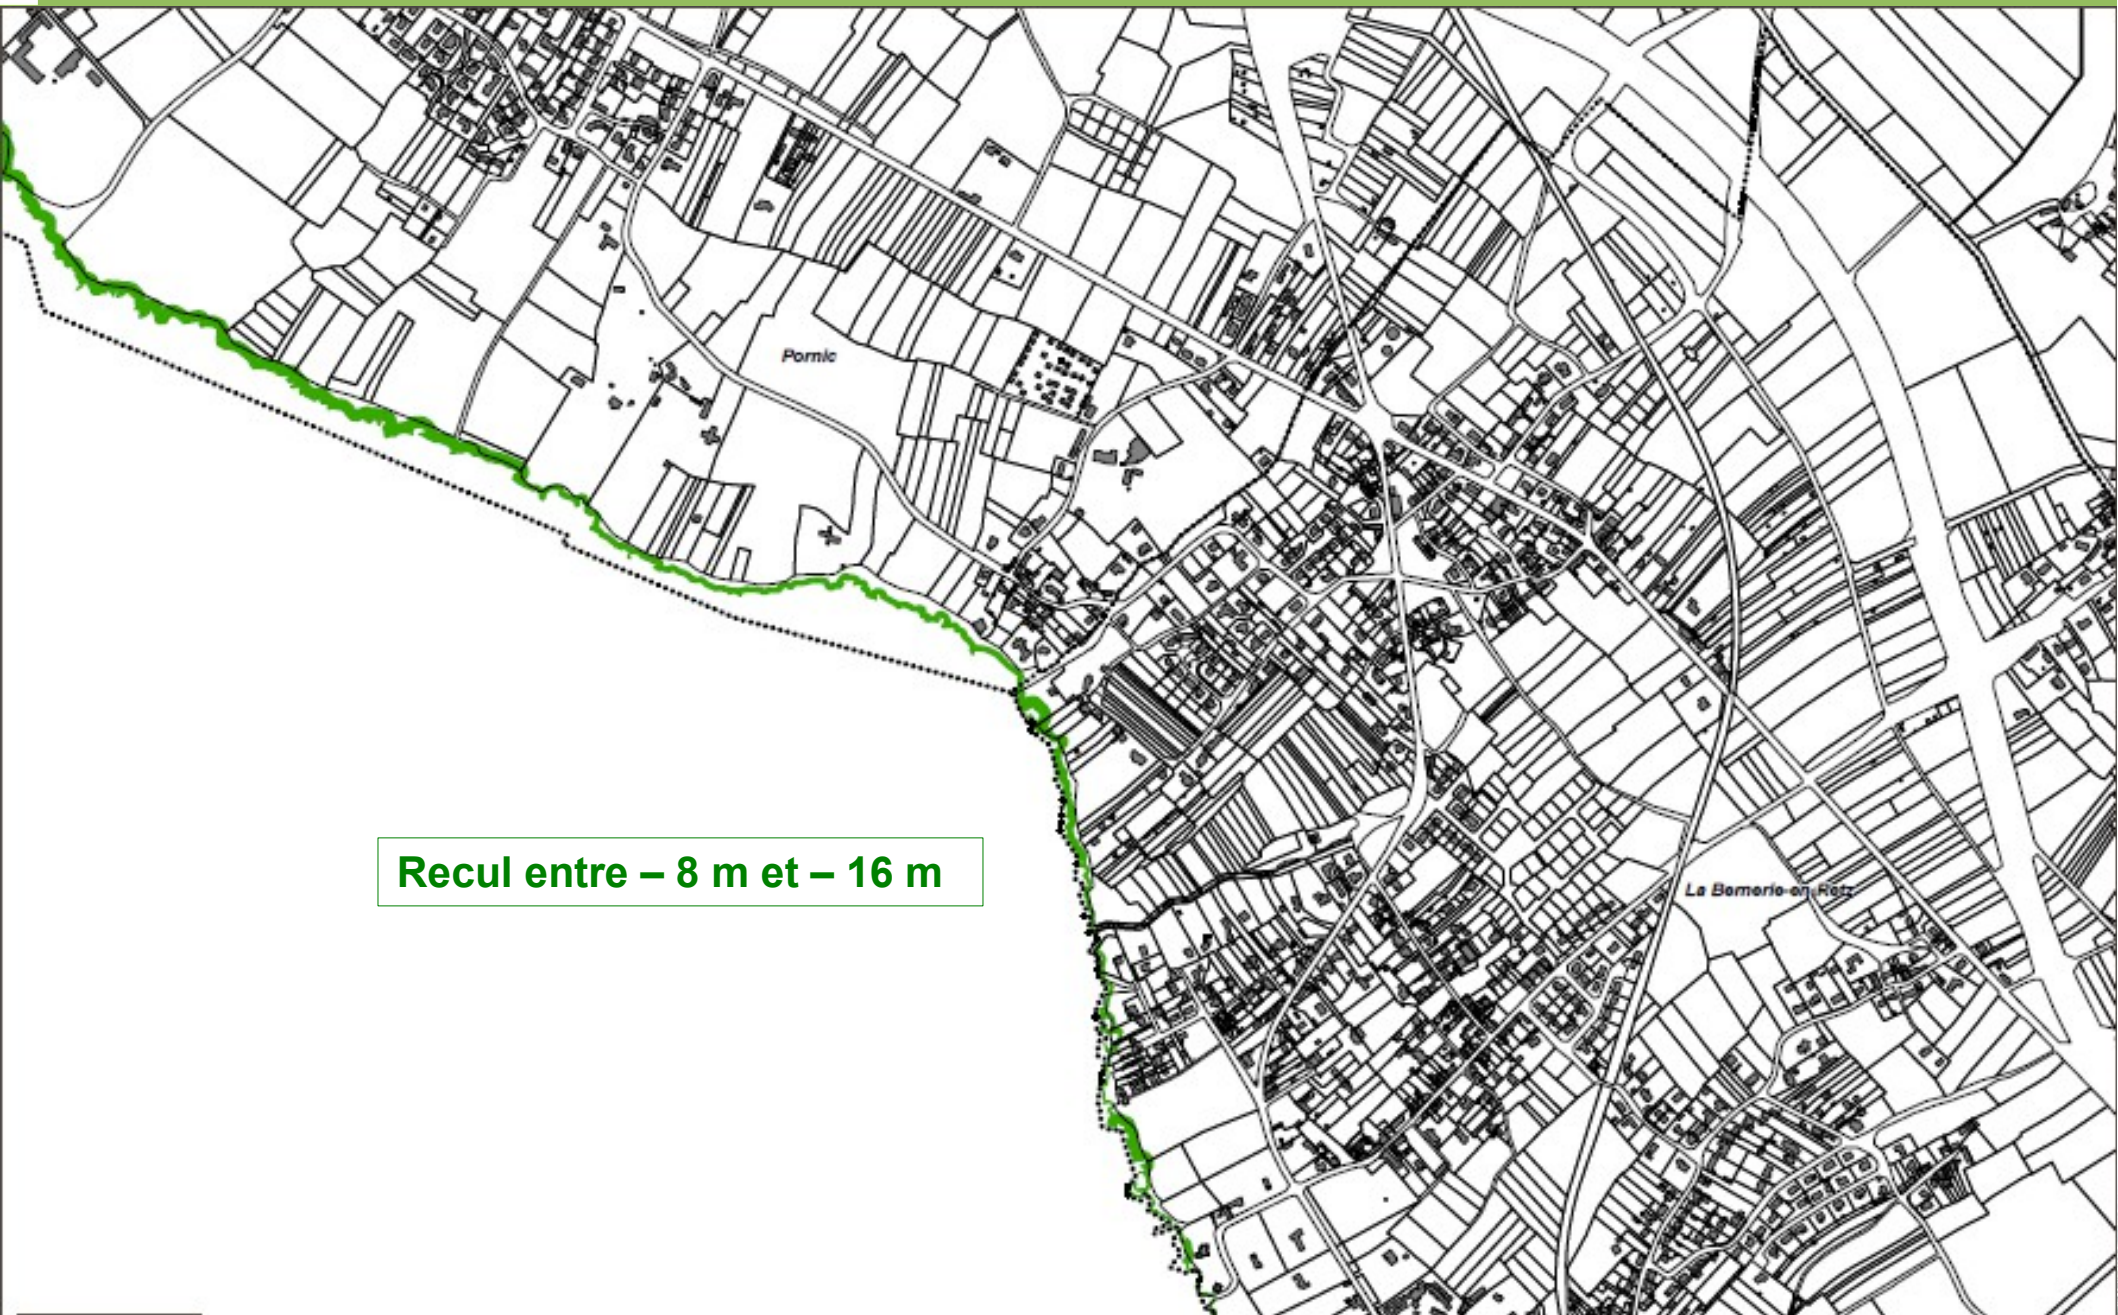 Pornic
Recul entre – 8 m et – 16 m
La Bernerie-en-Retz